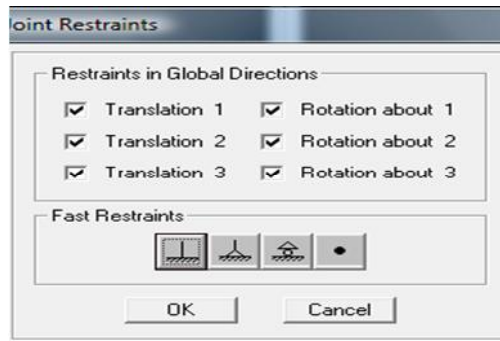 Joint Restraints
Restraints in Global Directions
Translation 1 Rotation about 1
Translation 2 Rotation about 2
Translation 3 Rotation about 3
Fast Restraints
OK Cancel